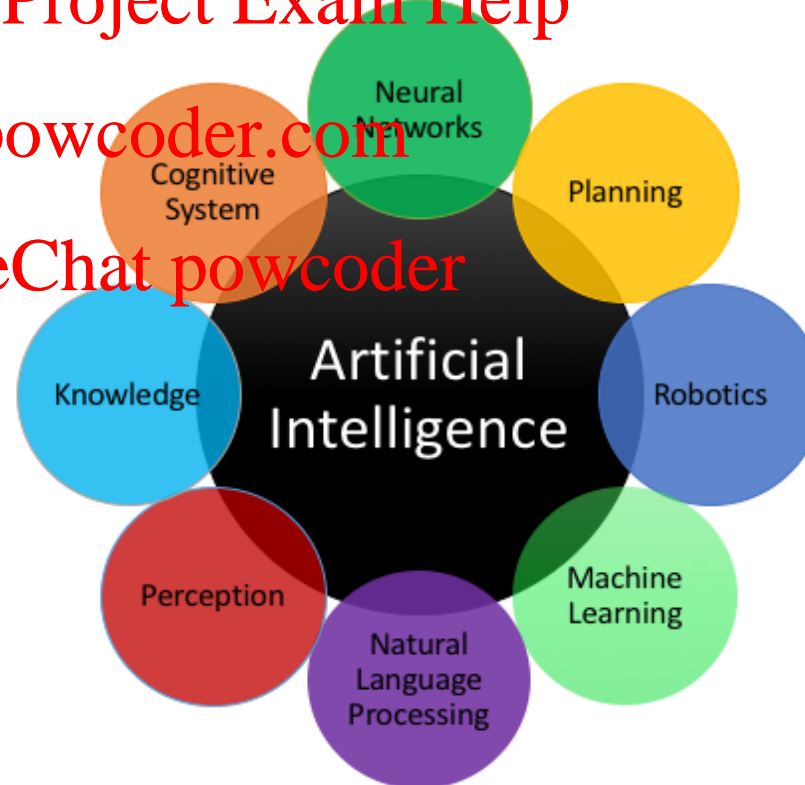 Project Exam Help
Neural
Networks
powcoder.com
Cognitive
System
Planning
eChat powcoder
Artificial
Intelligence
Knowledge
Robotics
Machine
Learning
Perception
Natural
Language
Processing